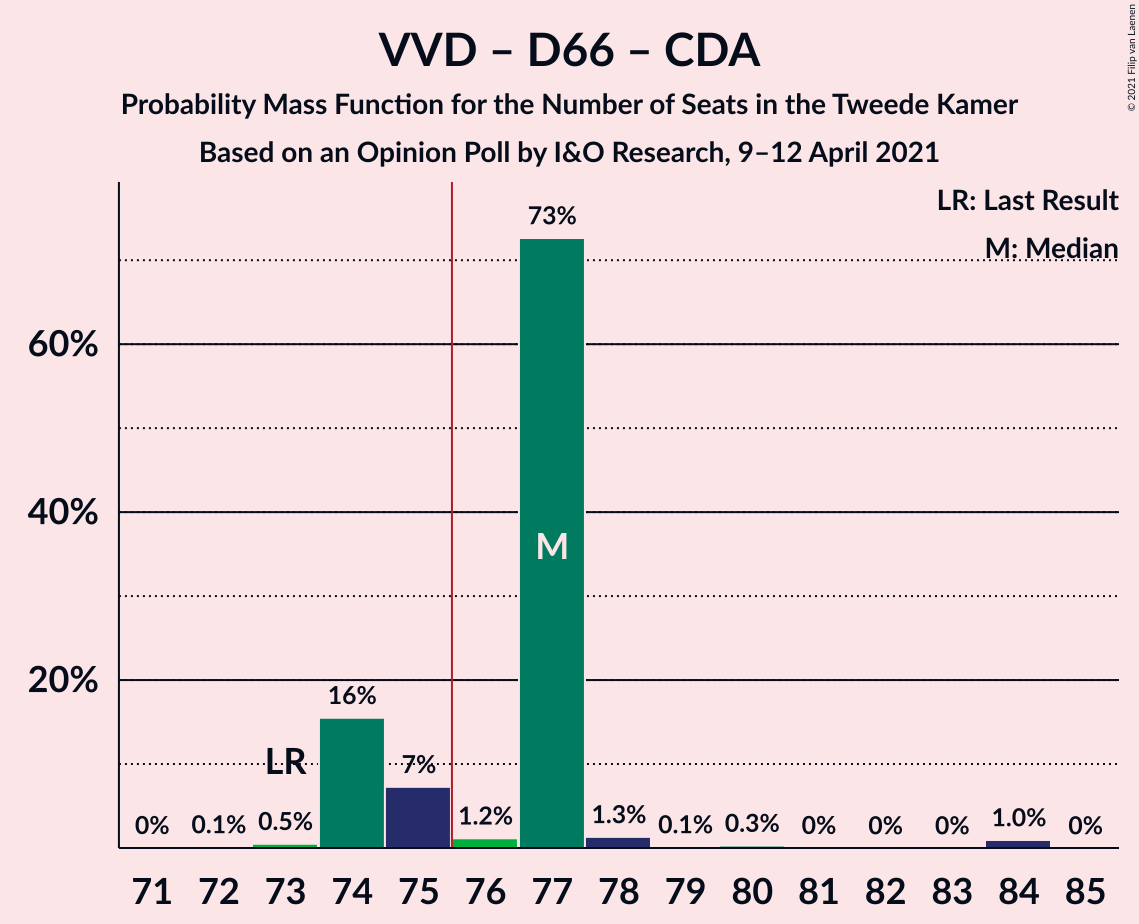 VVD – D66 – CDA
Probability Mass Function for the Number of Seats in the Tweede Kamer
Based on an Opinion Poll by I&O Research, 9–12 April 2021
© 2021 Filip van Laenen
LR: Last Result
M: Median
60%
40%
20%
0%
0.1%
0.5%
LR
16%
7%
1.2%
73%
M
1.3%
0.1%
0.3%
0%
0%
0%
1.0%
0%
71 72 73 74 75 76 77 78 79 80 81 82 83 84 85